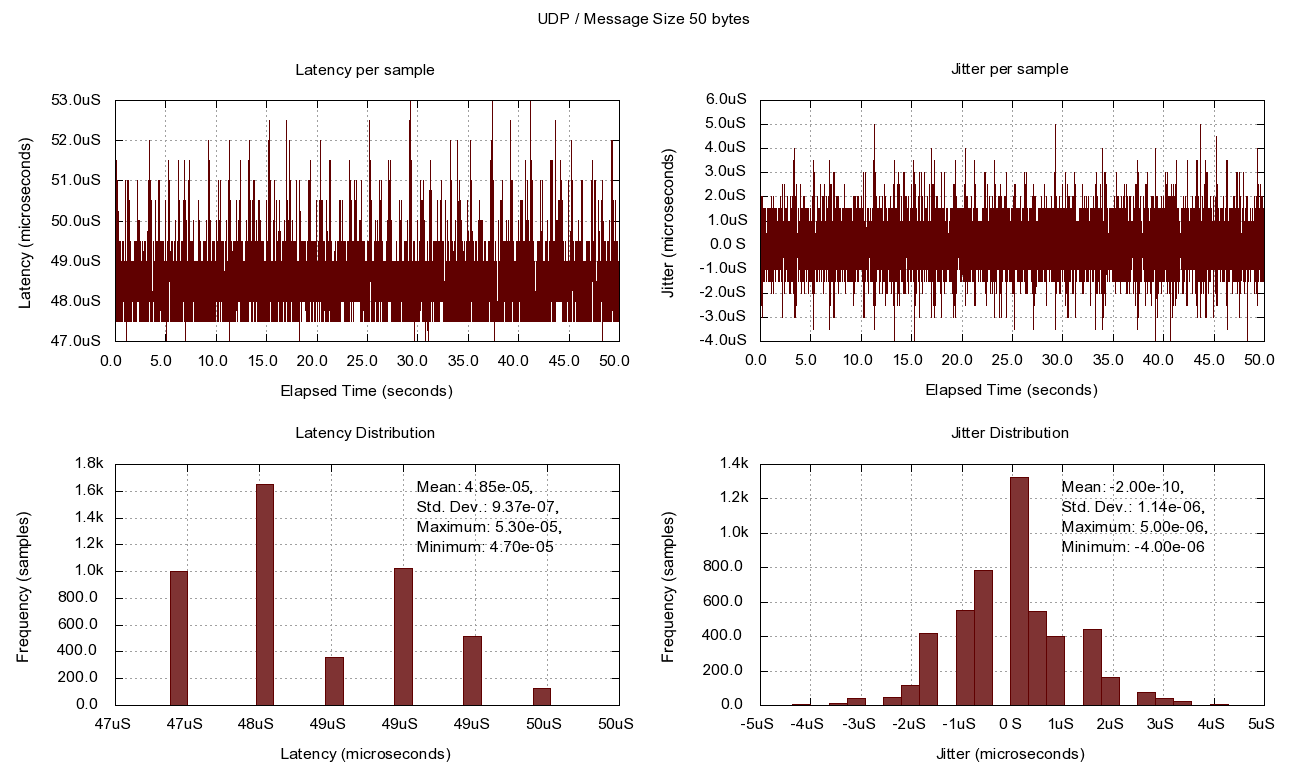 UDP / Message Size 50 bytes
Latency per sample
53.0uS
52.0uS
51.0uS
50.0uS
49.0uS
48.0uS
47.0uS
Latency (microseconds)
0.0 5.0 10.0 15.0 20.0 25.0 30.0 35.0 40.0 45.0 50.0
Elapsed Time (seconds)
Jitter per sample
6.0uS
5.0uS
4.0uS
3.0uS
2.0uS
1.0uS
0.0 S
-1.0uS
-2.0uS
-3.0uS
-4.0uS
Jitter (microseconds)
0.0 5.0 10.0 15.0 20.0 25.0 30.0 35.0 40.0 45.0 50.0
Elapsed Time (seconds)
Latency Distribution
1.8k
1.6k
1.4k
1.2k
1.0k
800.0
600.0
400.0
200.0
0.0
Frequency (samples)
Mean: 4.85e-05,
Std. Dev.: 9.37e-07,
Maximum: 5.30e-05,
Minimum: 4.70e-05
47uS 47uS 48uS 49uS 49uS 49uS 50uS 50uS
Latency (microseconds)
Jitter Distribution
1.4k
1.2k
1.0k
800.0
600.0
400.0
200.0
0.0
Frequency (samples)
Mean: -2.00e-10,
Std. Dev.: 1.14e-06,
Maximum: 5.00e-06,
Minimum: -4.00e-06
-5uS -4uS -3uS -2uS -1uS 0 S 1uS 2uS 3uS 4uS 5uS
Jitter (microseconds)